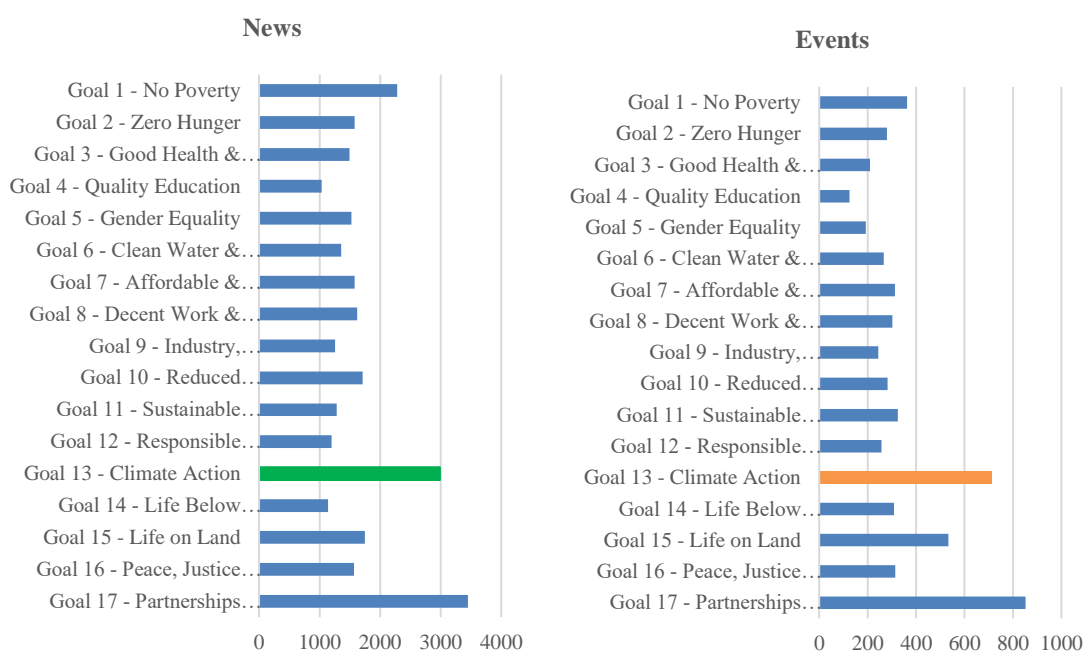 News
Goal 1 - No Poverty
Goal 2 - Zero Hunger
Goal 3 - Good Health &…
Goal 4 - Quality Education
Goal 5 - Gender Equality
Goal 6 - Clean Water &…
Goal 7 - Affordable &…
Goal 8 - Decent Work &…
Goal 9 - Industry,…
Goal 10 - Reduced…
Goal 11 - Sustainable…
Goal 12 - Responsible…
Goal 13 - Climate Action
Goal 14 - Life Below…
Goal 15 - Life on Land
Goal 16 - Peace, Justice…
Goal 17 - Partnerships…
0 1000 2000 3000 4000
Events
Goal 1 - No Poverty
Goal 2 - Zero Hunger
Goal 3 - Good Health &…
Goal 4 - Quality Education
Goal 5 - Gender Equality
Goal 6 - Clean Water &…
Goal 7 - Affordable &…
Goal 8 - Decent Work &…
Goal 9 - Industry,…
Goal 10 - Reduced…
Goal 11 - Sustainable…
Goal 12 - Responsible…
Goal 13 - Climate Action
Goal 14 - Life Below…
Goal 15 - Life on Land
Goal 16 - Peace, Justice…
Goal 17 - Partnerships…
0 200 400 600 800 1000